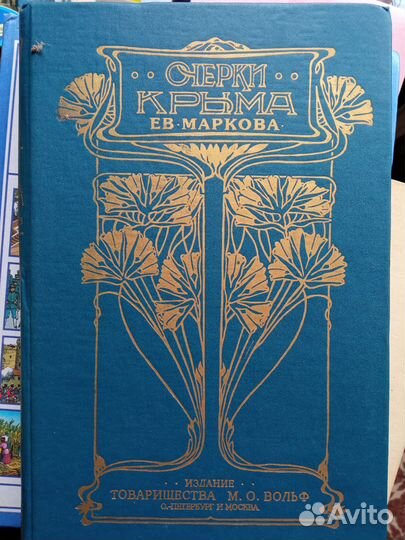 ОЧЕРКИ
КРЫМА
ЕВ·МАРКОВА·
·ИЗДАНИЕ·
ТОВАРИЩЕСТВА М. О. ВОЛЬФ
С.-ПЕТЕРБУРГ И МОСКВА
Avito